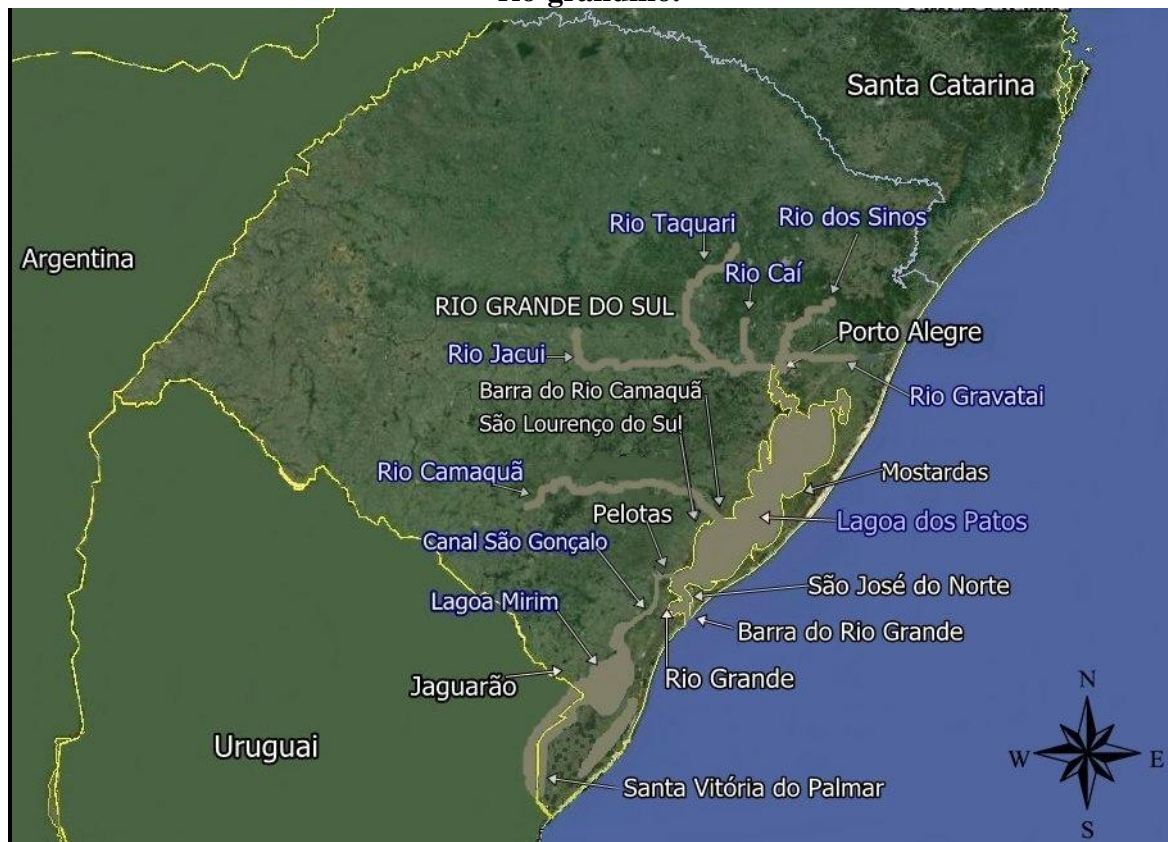 rio-grandino.
Santa Catarina
Rio Taquari
Rio dos Sinos
Argentina
Rio Caí
RIO GRANDE DO SUL
Porto Alegre
Rio Jacui
Barra do Rio Camaquã
Rio Gravatai
São Lourenço do Sul
Rio Camaquã
Mostardas
Pelotas
Lagoa dos Patos
Canal São Gonçalo
São José do Norte
Lagoa Mirim
Barra do Rio Grande
Jaguarão
Rio Grande
N
Uruguai
W
E
Santa Vitória do Palmar
S